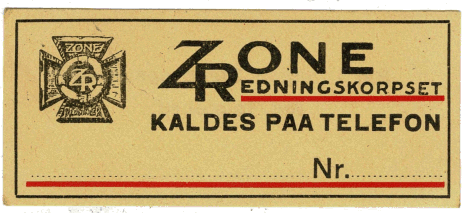 ZONE
ZR
ZONE
REDNINGSKORPSET
KALDES PAA TELEFON
Nr.